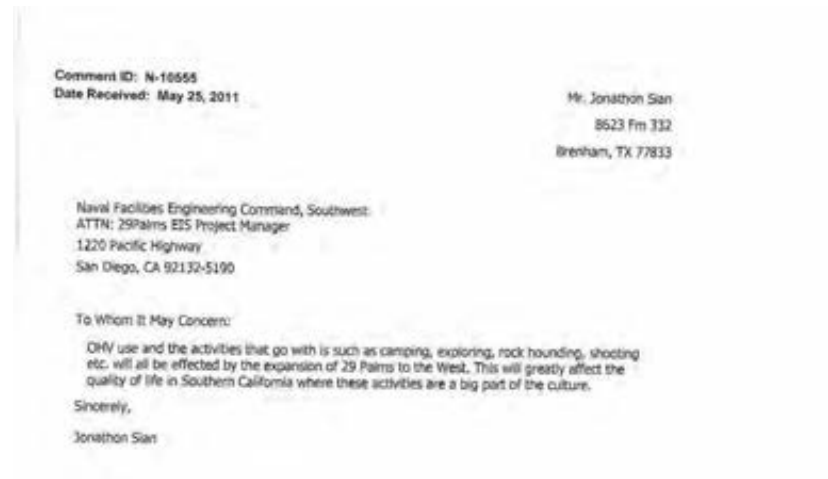 Comment ID: N-10555
Date Received: May 25, 2011
Mr. Jonathon Sian
8623 Fm 332
Brenham, TX 77833
Naval Facilities Engineering Command, Southwest
ATTN: 29Palms EIS Project Manager
1220 Pacific Highway
San Diego, CA 92132-5190
To Whom It May Concern:
OHV use and the activities that go with is such as camping, exploring, rock hounding, shooting
etc. will all be effected by the expansion of 29 Palms to the West. This will greatly affect the
quality of life in Southern California where these activities are a big part of the culture.
Sincerely,
Jonathon Sian